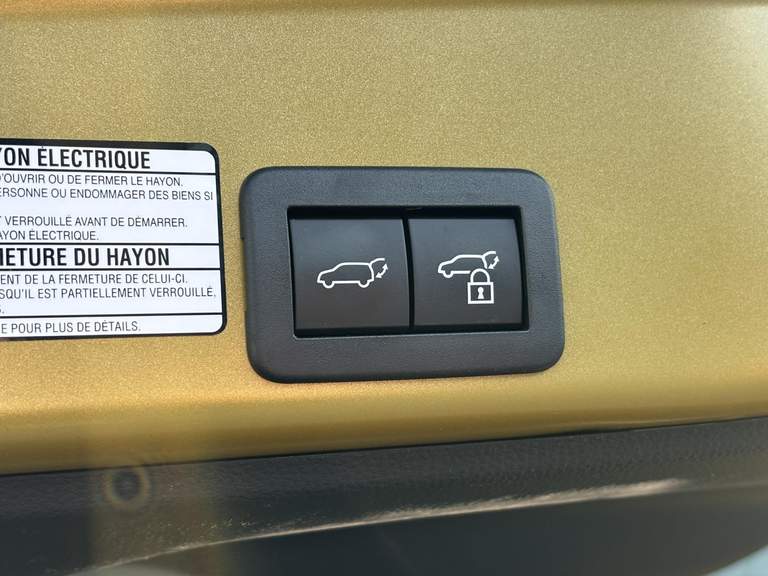 YON ÉLECTRIQUE
D'OUVRIR OU DE FERMER LE HAYON.
ERSONNE OU ENDOMMAGER DES BIENS SI
T VERROUILLÉ AVANT DE DÉMARRER.
AYON ÉLECTRIQUE.
METURE DU HAYON
ENT DE LA FERMETURE DE CELUI-CI.
SQU'IL EST PARTIELLEMENT VERROUILLÉ,
S.
E POUR PLUS DE DÉTAILS.